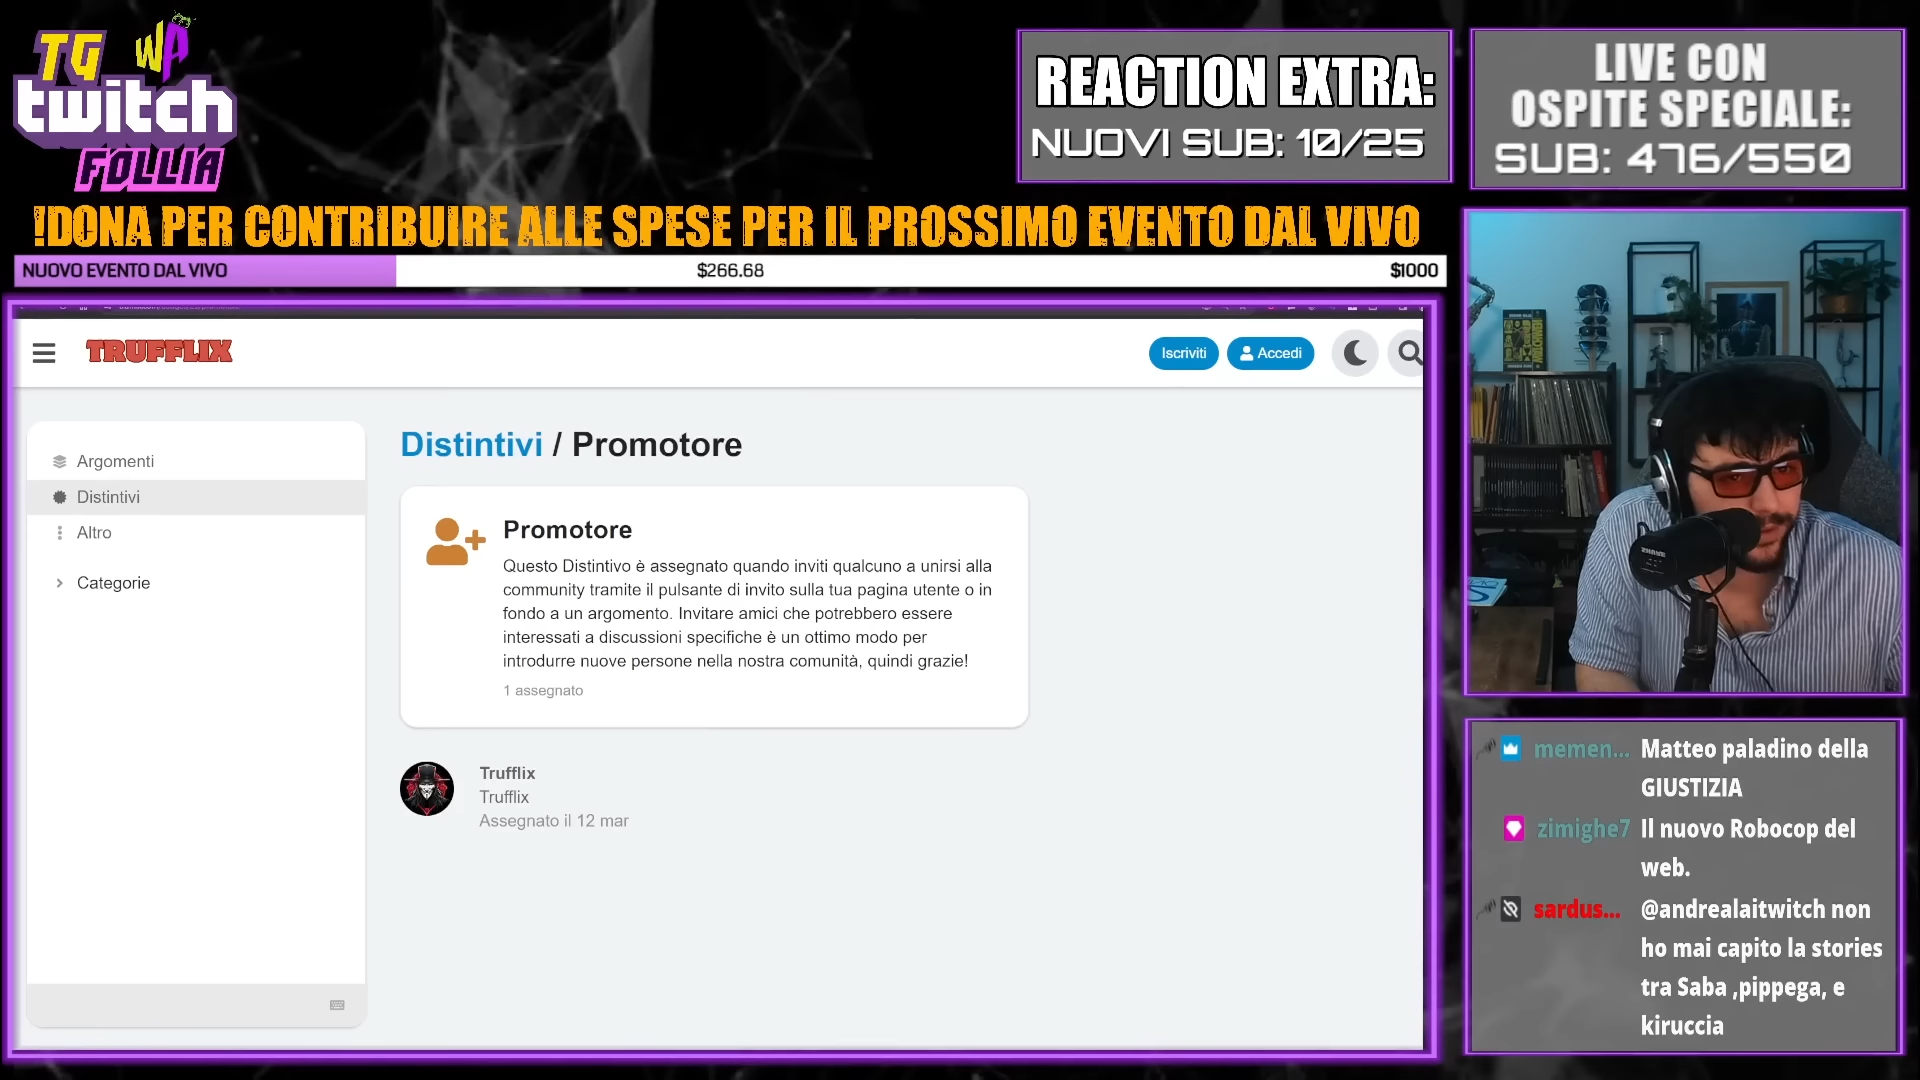 TG WA
twitch
FOLLIA
REACTION EXTRA:
NUOVI SUB: 10/25
LIVE CON
OSPITE SPECIALE:
SUB: 476/550
!DONA PER CONTRIBUIRE ALLE SPESE PER IL PROSSIMO EVENTO DAL VIVO
NUOVO EVENTO DAL VIVO $266.68 $1000
TRUFFLIX
Iscriviti Accedi
Argomenti
Distintivi
Altro
Categorie
Distintivi / Promotore
Promotore
Questo Distintivo è assegnato quando inviti qualcuno a unirsi alla
community tramite il pulsante di invito sulla tua pagina utente o in
fondo a un argomento. Invitare amici che potrebbero essere
interessati a discussioni specifiche è un ottimo modo per
introdurre nuove persone nella nostra comunità, quindi grazie!
1 assegnato
Trufflix
Trufflix
Assegnato il 12 mar
memen... Matteo paladino della
GIUSTIZIA
zimighe7 Il nuovo Robocop del
web.
sardus... @andrealaitwitch non
ho mai capito la stories
tra Saba ,pippega, e
kiruccia